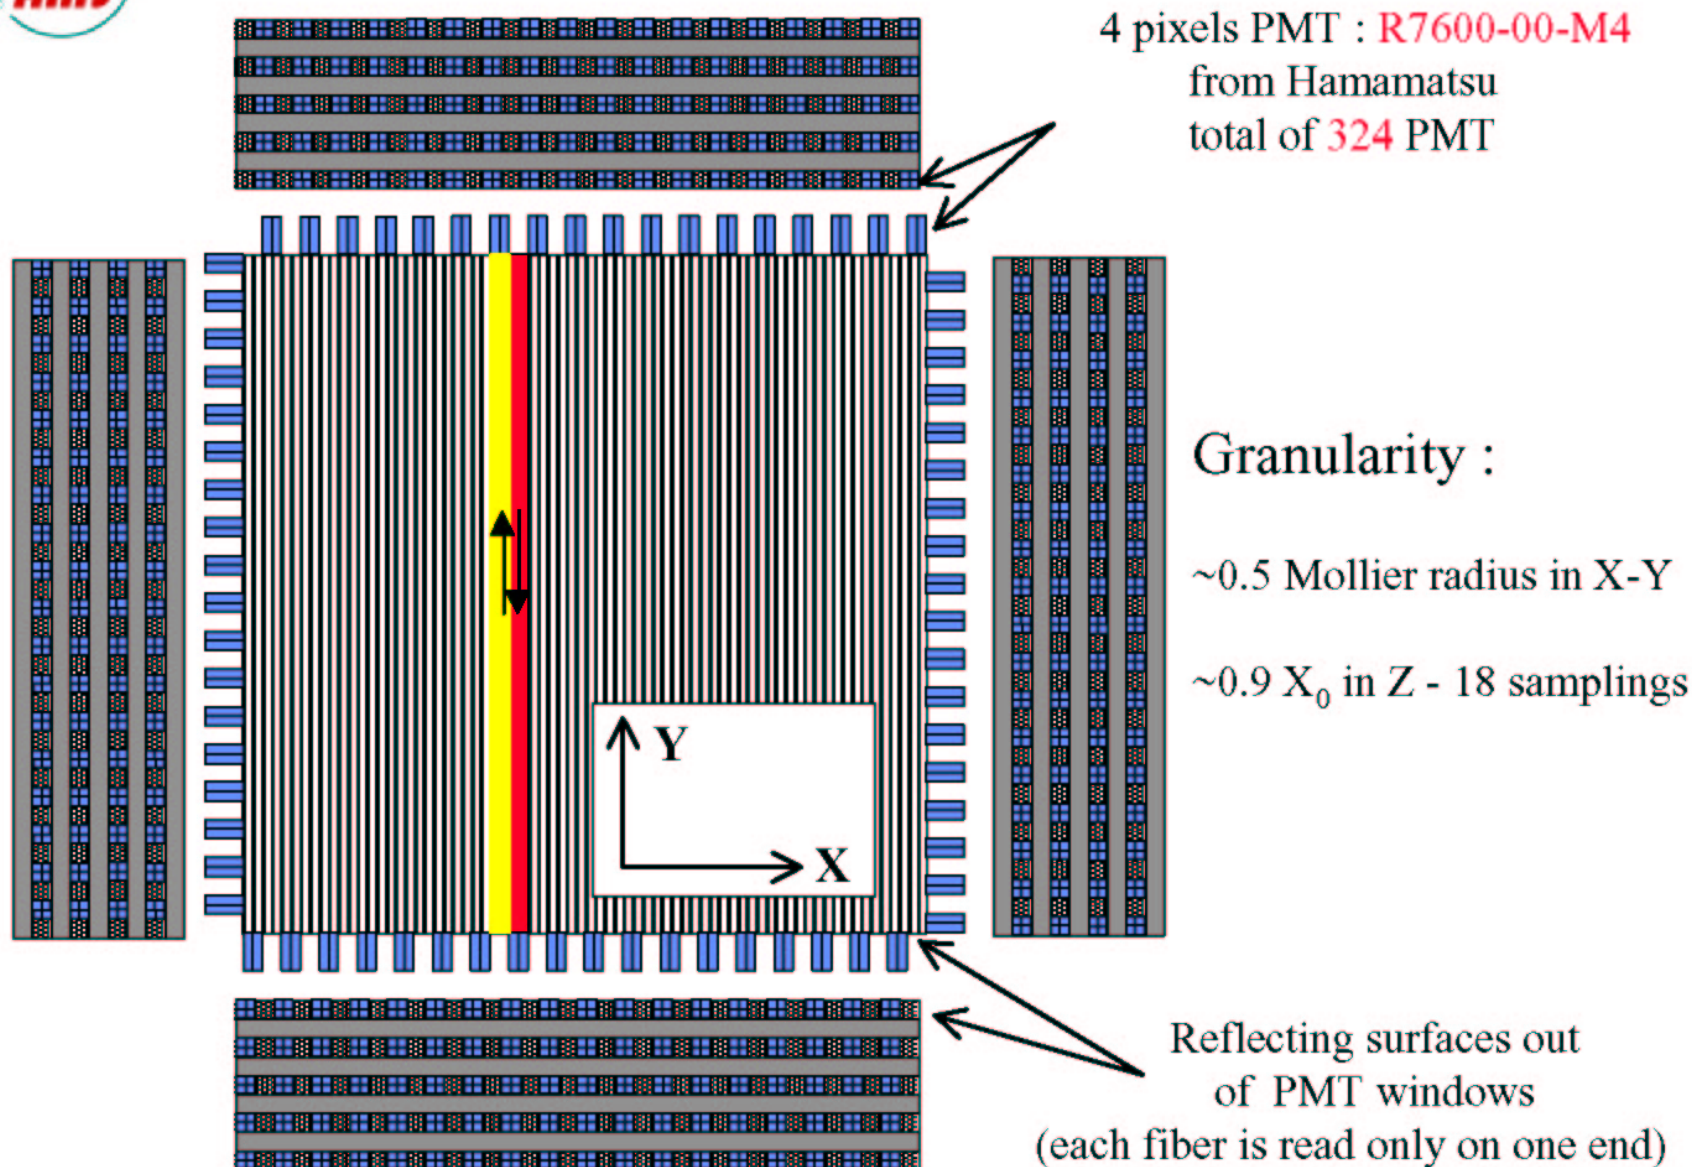 4 pixels PMT : R7600-00-M4
from Hamamatsu
total of 324 PMT
Granularity :
~0.5 Mollier radius in X-Y
~0.9 X₀ in Z - 18 samplings
Y
X
Reflecting surfaces out
of PMT windows
(each fiber is read only on one end)